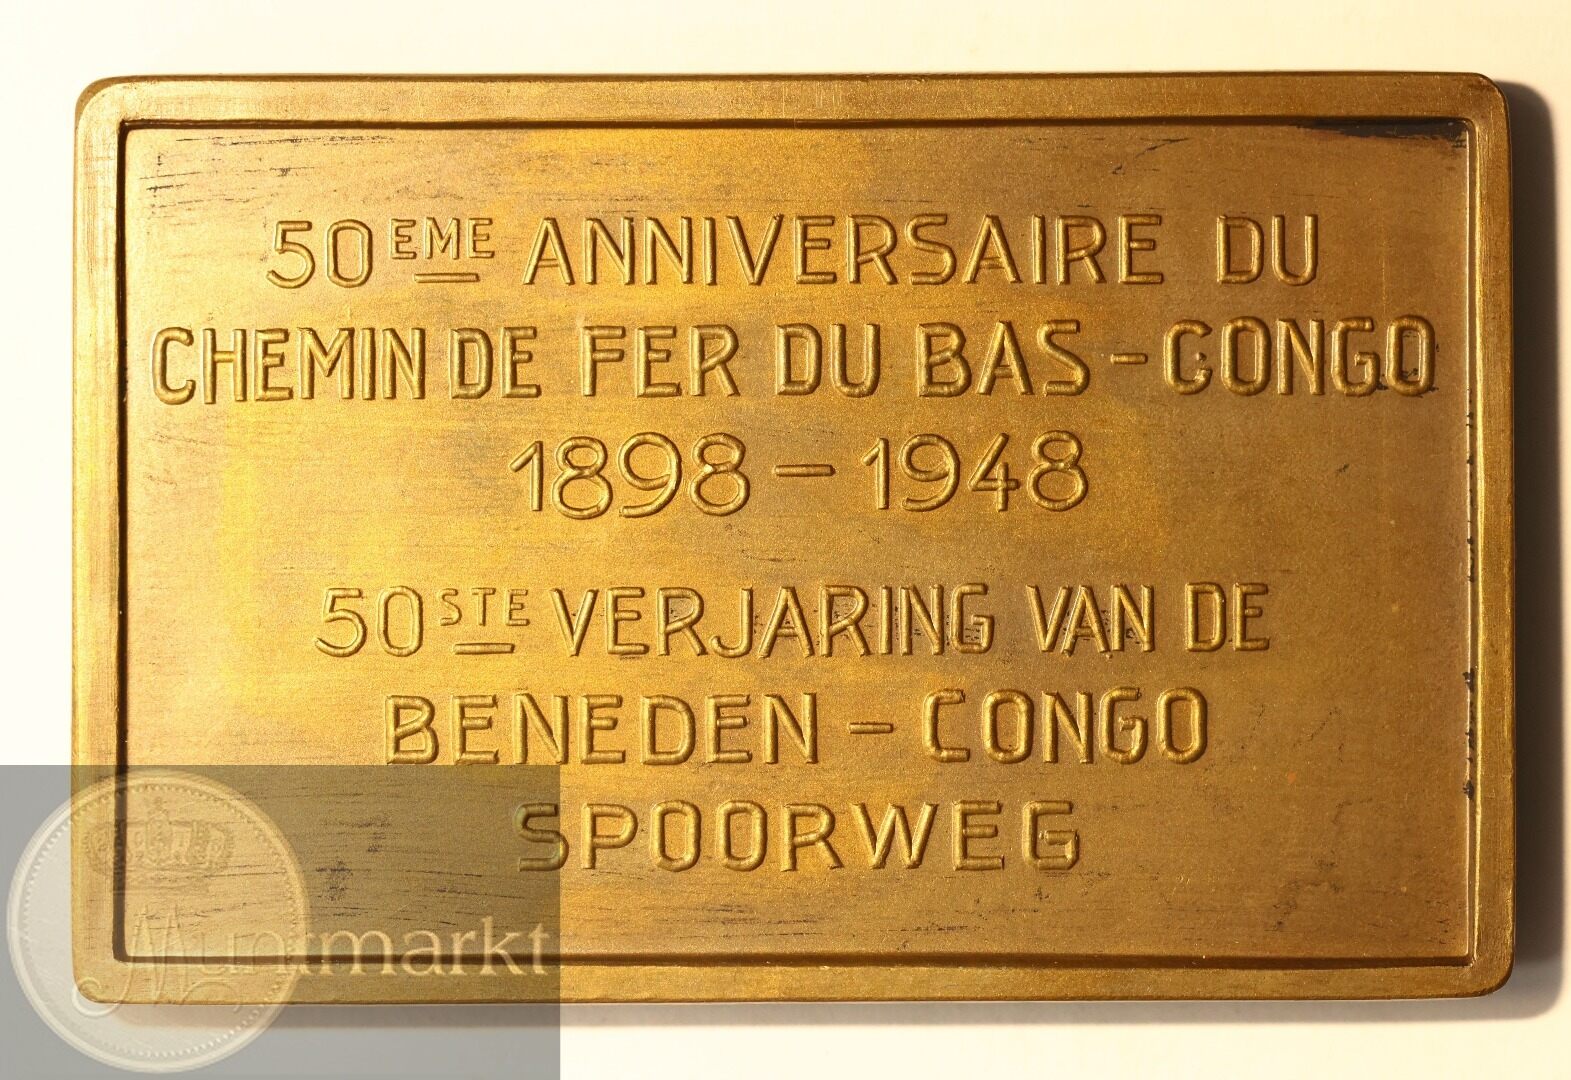 50EME ANNIVERSAIRE DU
CHEMIN DE FER DU BAS-CONGO
1898-1948
50STE VERJARING VAN DE
BENEDEN-CONGO
SPOORWEG
Muntmarkt